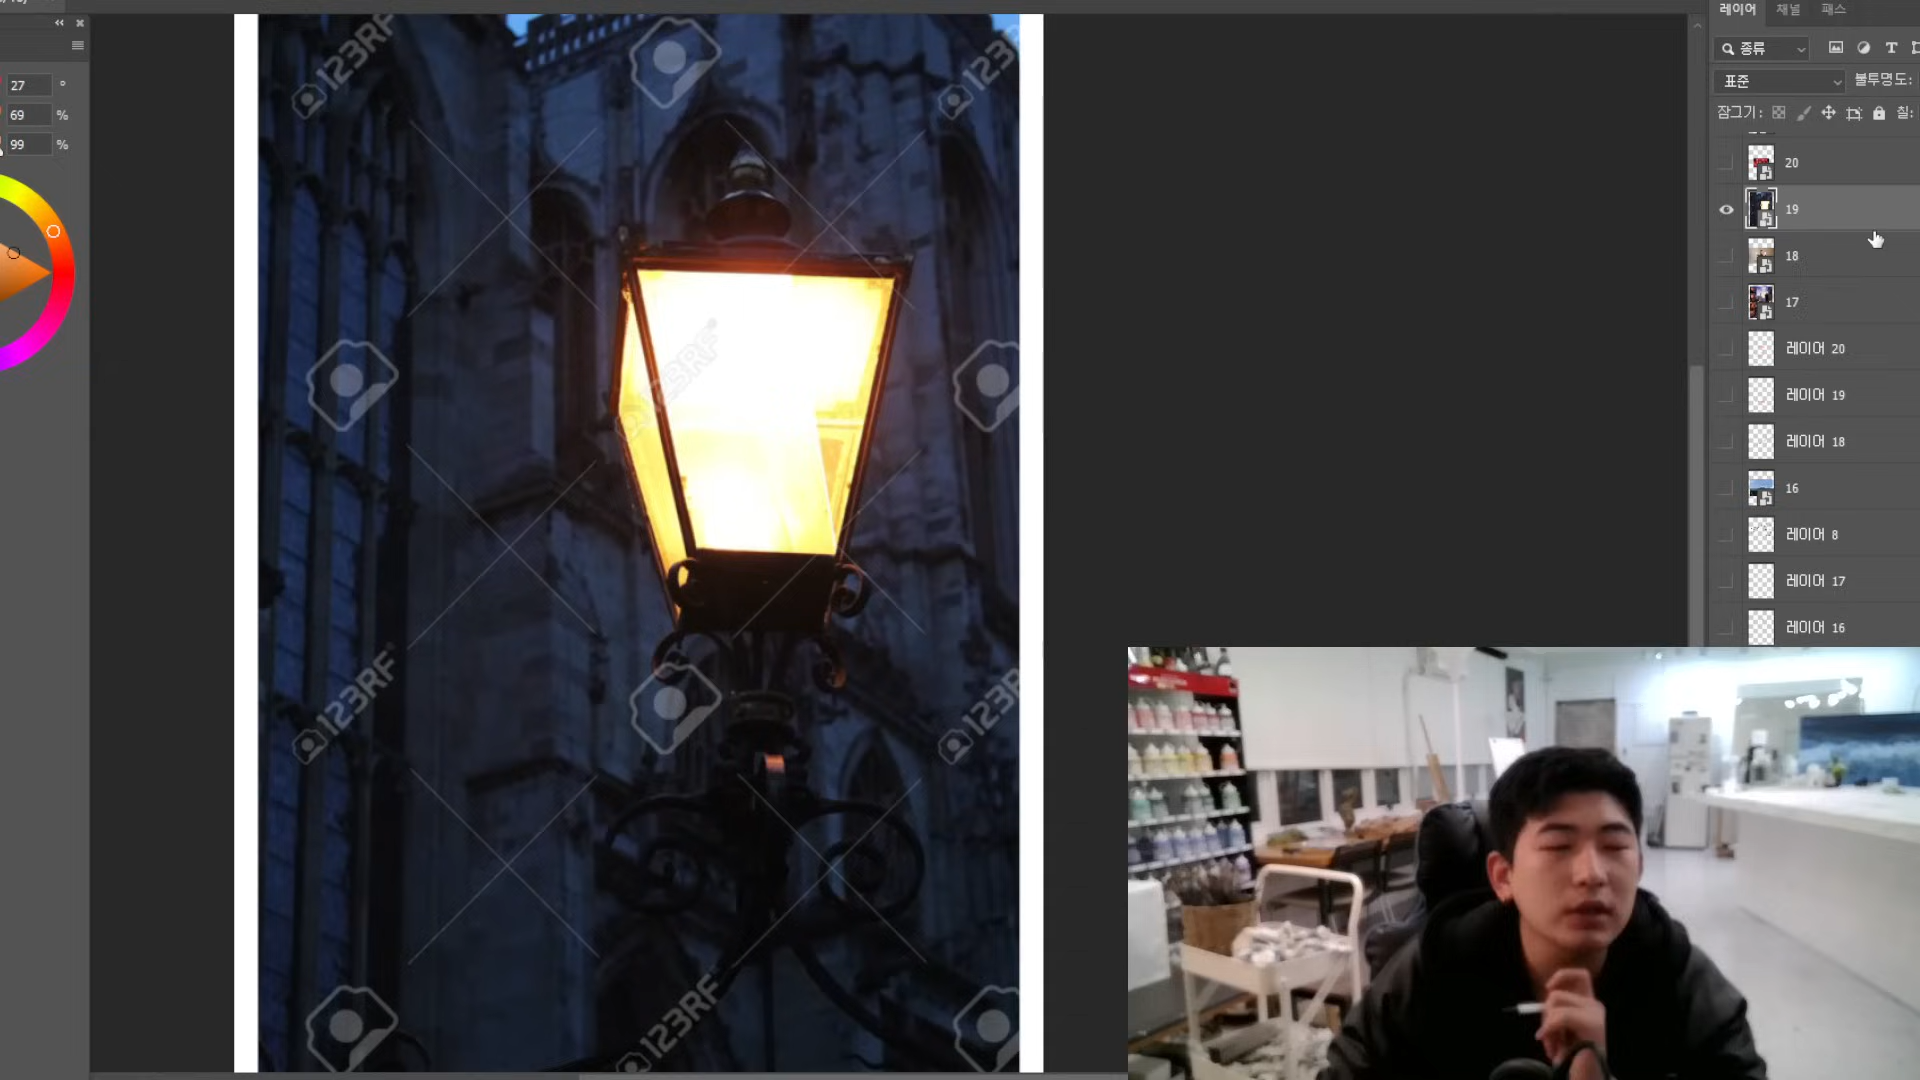 27 °
69 %
99 %
123RF
123RF
123RF
123RF
123RF
123RF
레이어 채널 패스
종류
표준 불투명도:
잠그기: 칠:
20
19
18
17
레이어 20
레이어 19
레이어 18
16
레이어 8
레이어 17
레이어 16